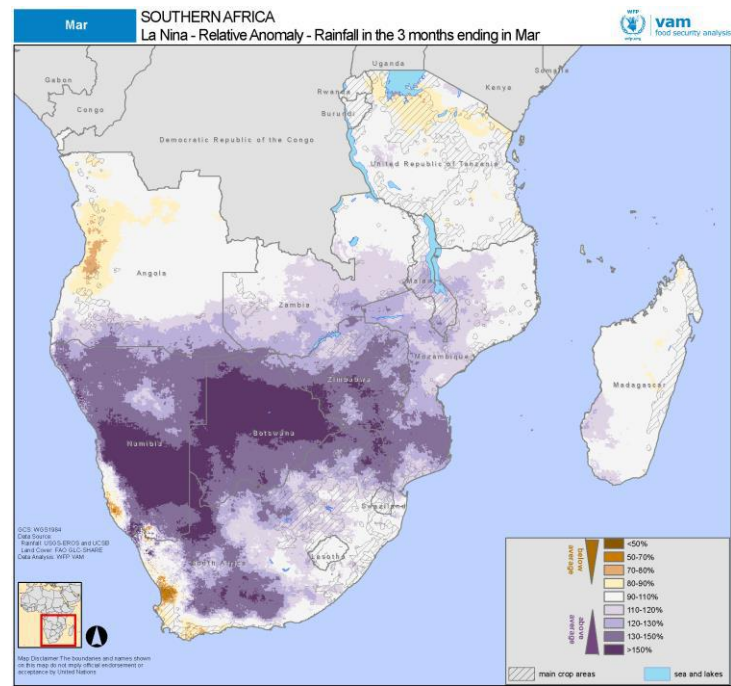 Mar
SOUTHERN AFRICA
La Nina - Relative Anomaly - Rainfall in the 3 months ending in Mar
WFP
wfp.org
vam
food security analysis
Gabon
Congo
Democratic Republic of the Congo
Uganda
Rwanda
Burundi
Kenya
Somalia
United Republic of Tanzania
Angola
Zambia
Malawi
Mozambique
Zimbabwe
Botswana
Namibia
Madagascar
Swaziland
Lesotho
South Africa
GCS: WGS1984
Data Source:
Rainfall: USGS-EROS and UCSB
Land Cover: FAO GLC-SHARE
Data Analysis: WFP VAM
Map Disclaimer:The boundaries and names shown
on this map do not imply official endorsement or
acceptance by United Nations
below
average
above
average
<50%
50-70%
70-80%
80-90%
90-110%
110-120%
120-130%
130-150%
>150%
main crop areas
sea and lakes